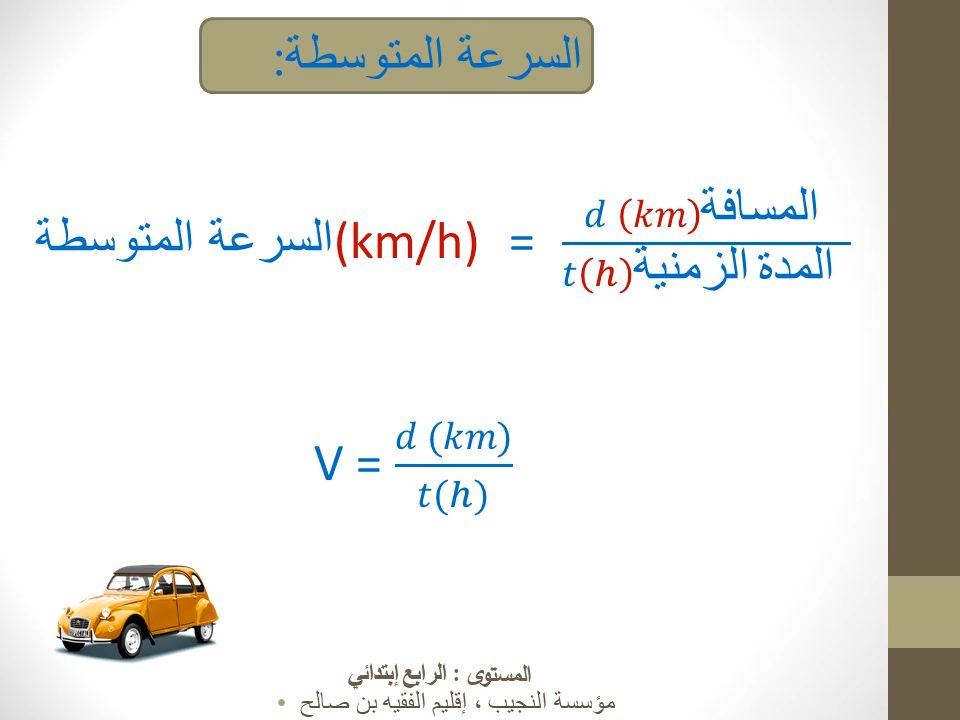 السرعة المتوسطة:
السرعة المتوسطة(km/h) = المسافة d (km) / المدة الزمنية t(h)
V = d (km) / t(h)
المستوى : الرابع إبتدائي
• مؤسسة النجيب ، إقليم الفقيه بن صالح